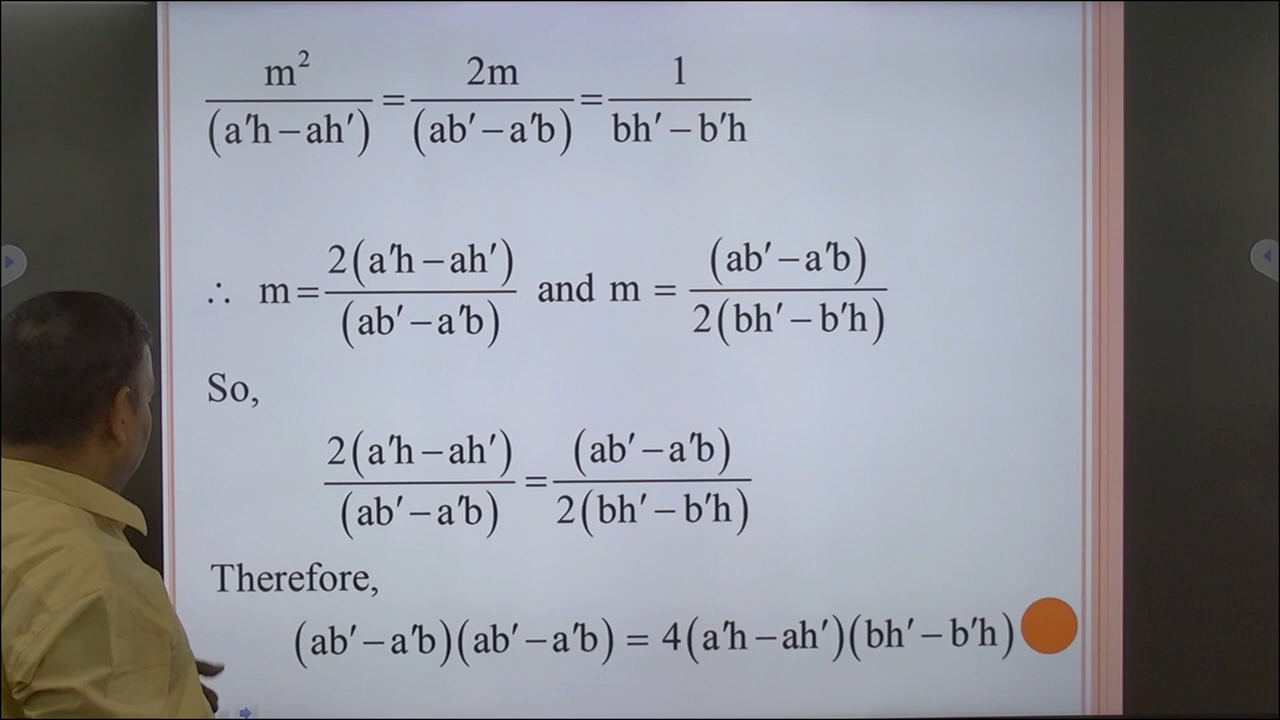 m²/(a′h – ah′) = 2m/(ab′ – a′b) = 1/(bh′ – b′h)
∴ m = 2(a′h – ah′)/(ab′ – a′b) and m = (ab′ – a′b)/2(bh′ – b′h)
So,
2(a′h – ah′)/(ab′ – a′b) = (ab′ – a′b)/2(bh′ – b′h)
Therefore,
(ab′ – a′b)(ab′ – a′b) = 4(a′h – ah′)(bh′ – b′h)